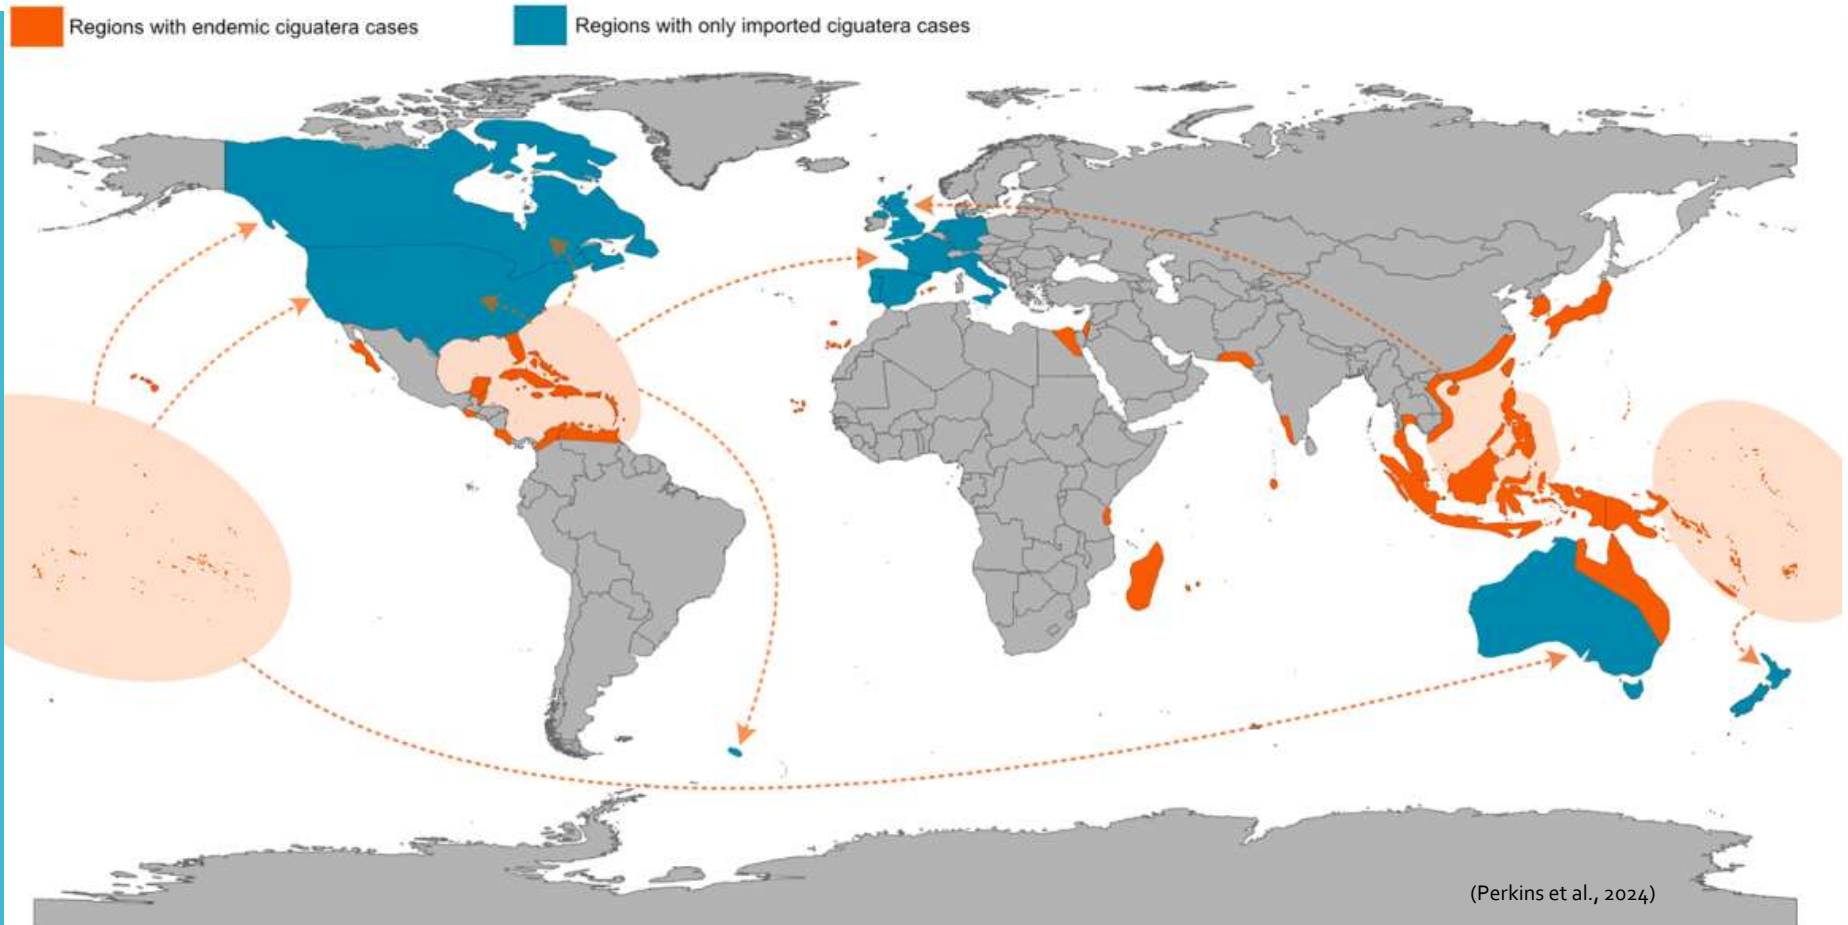 Regions with endemic ciguatera cases
Regions with only imported ciguatera cases
(Perkins et al., 2024)